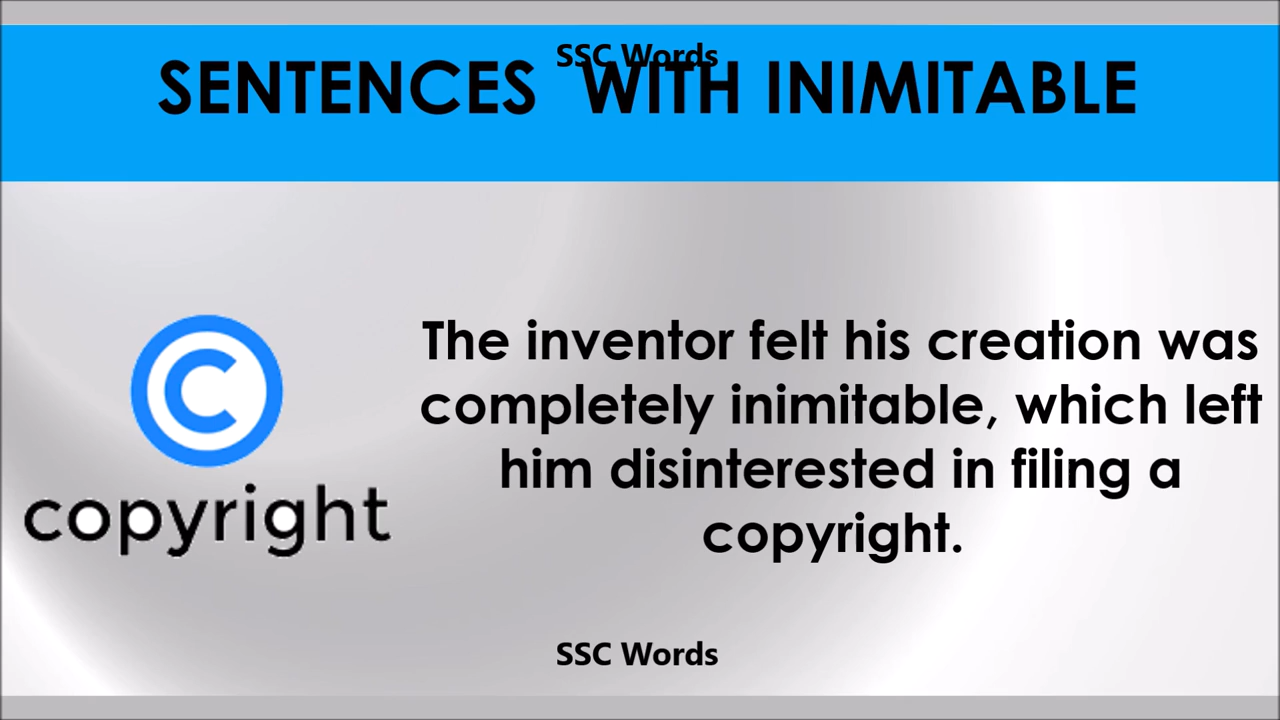 SSC Words
SENTENCES WITH INIMITABLE
The inventor felt his creation was
completely inimitable, which left
him disinterested in filing a
copyright.
C
copyright
SSC Words